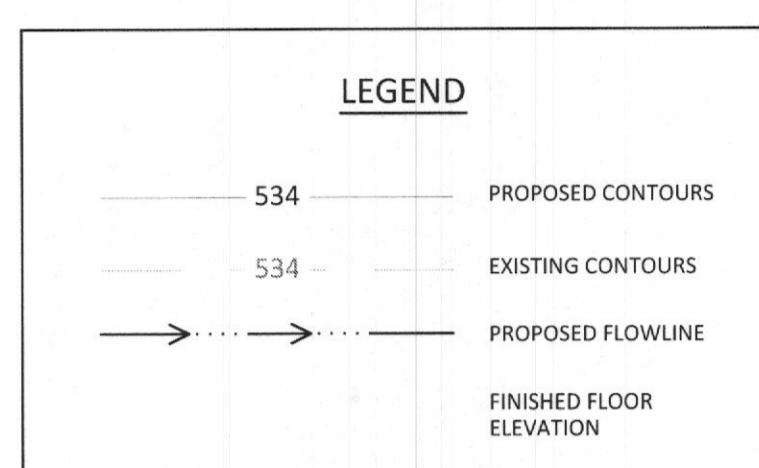 LEGEND
534 PROPOSED CONTOURS
534 EXISTING CONTOURS
PROPOSED FLOWLINE
FINISHED FLOOR
ELEVATION